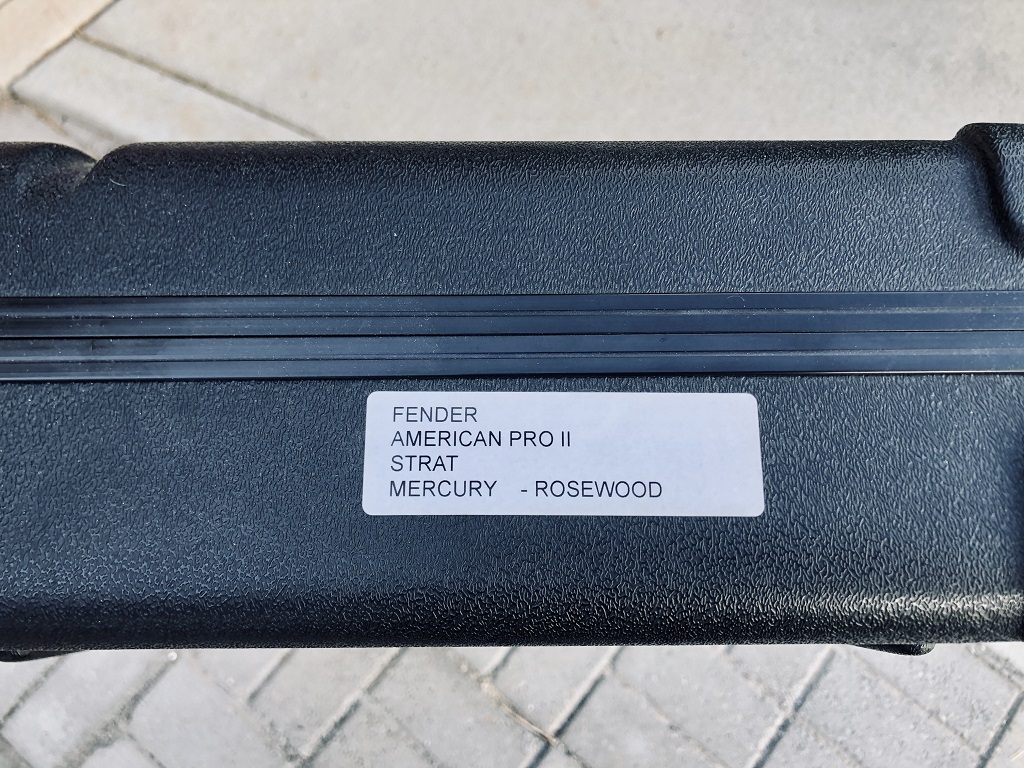 FENDER
AMERICAN PRO II
STRAT
MERCURY - ROSEWOOD